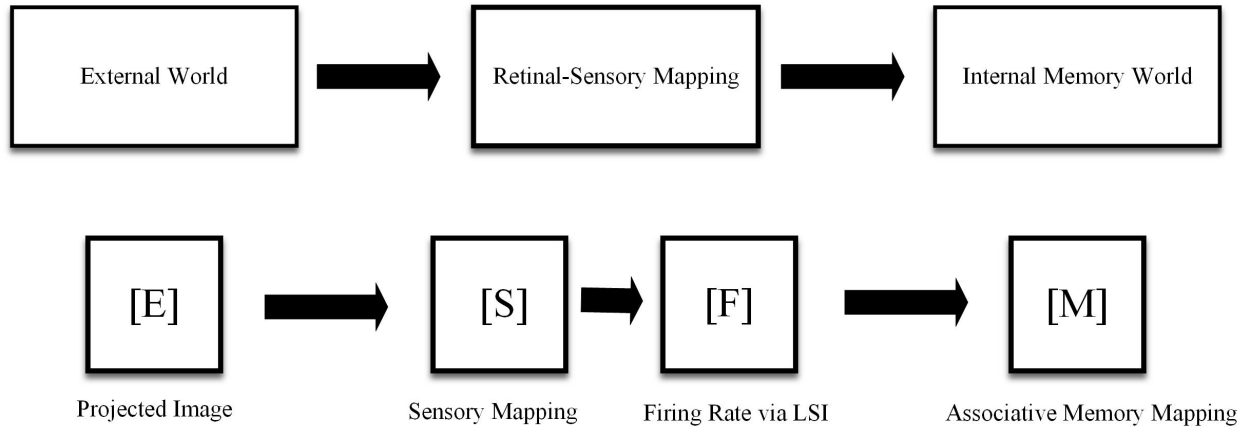 External World
Retinal-Sensory Mapping
Internal Memory World
[E]
[S]
[F]
[M]
Projected Image
Sensory Mapping
Firing Rate via LSI
Associative Memory Mapping